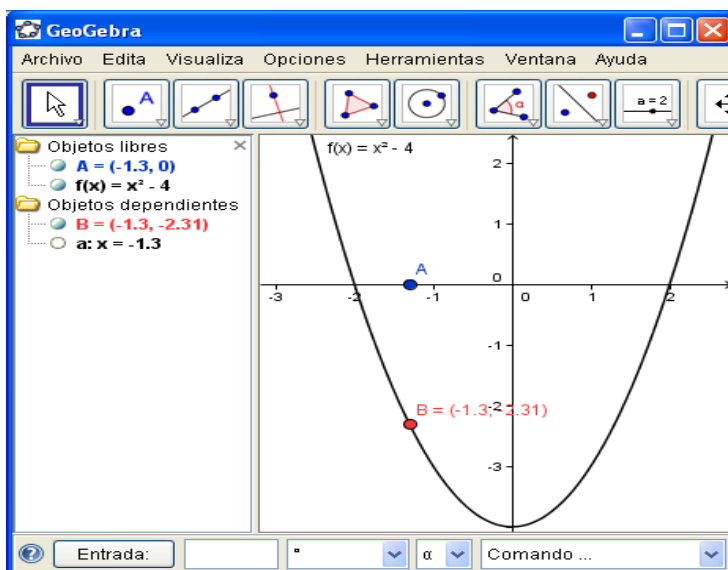 GeoGebra
Archivo Edita Visualiza Opciones Herramientas Ventana Ayuda
A
α
a = 2
Objetos libres
A = (-1.3, 0)
f(x) = x² - 4
Objetos dependientes
B = (-1.3, -2.31)
a: x = -1.3
f(x) = x² - 4
2
1
A
0
-3 -2 -1 0 1 2
-1
-2
B = (-1.3, -2.31)
-3
Entrada: ° α Comando ...